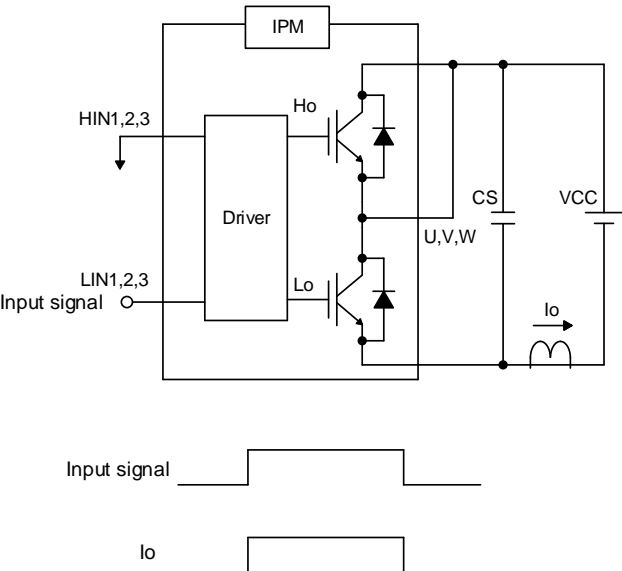 IPM
Ho
HIN1,2,3
CS
VCC
Driver
U,V,W
LIN1,2,3
Lo
Input signal
Io
Input signal
Io